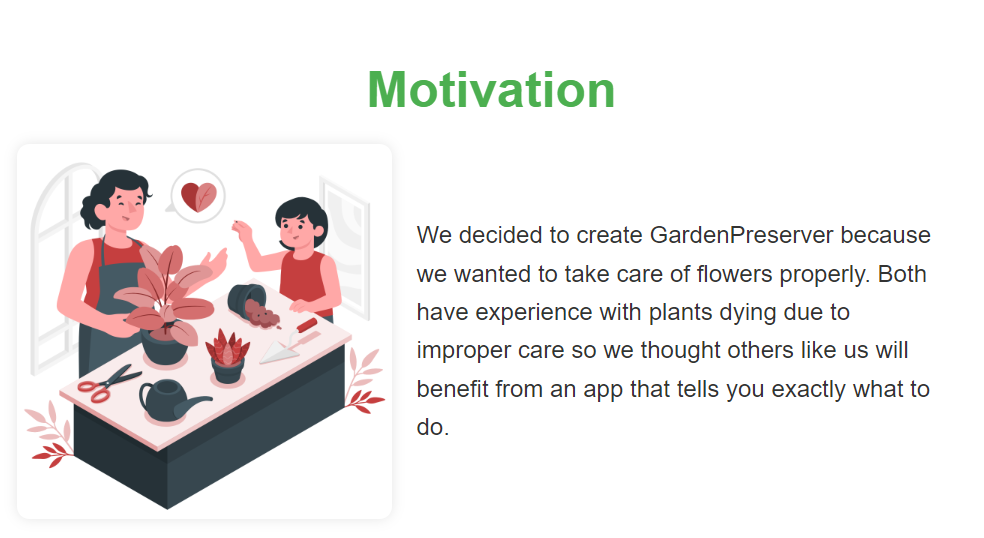 Motivation
We decided to create GardenPreserver because
we wanted to take care of flowers properly. Both
have experience with plants dying due to
improper care so we thought others like us will
benefit from an app that tells you exactly what to
do.